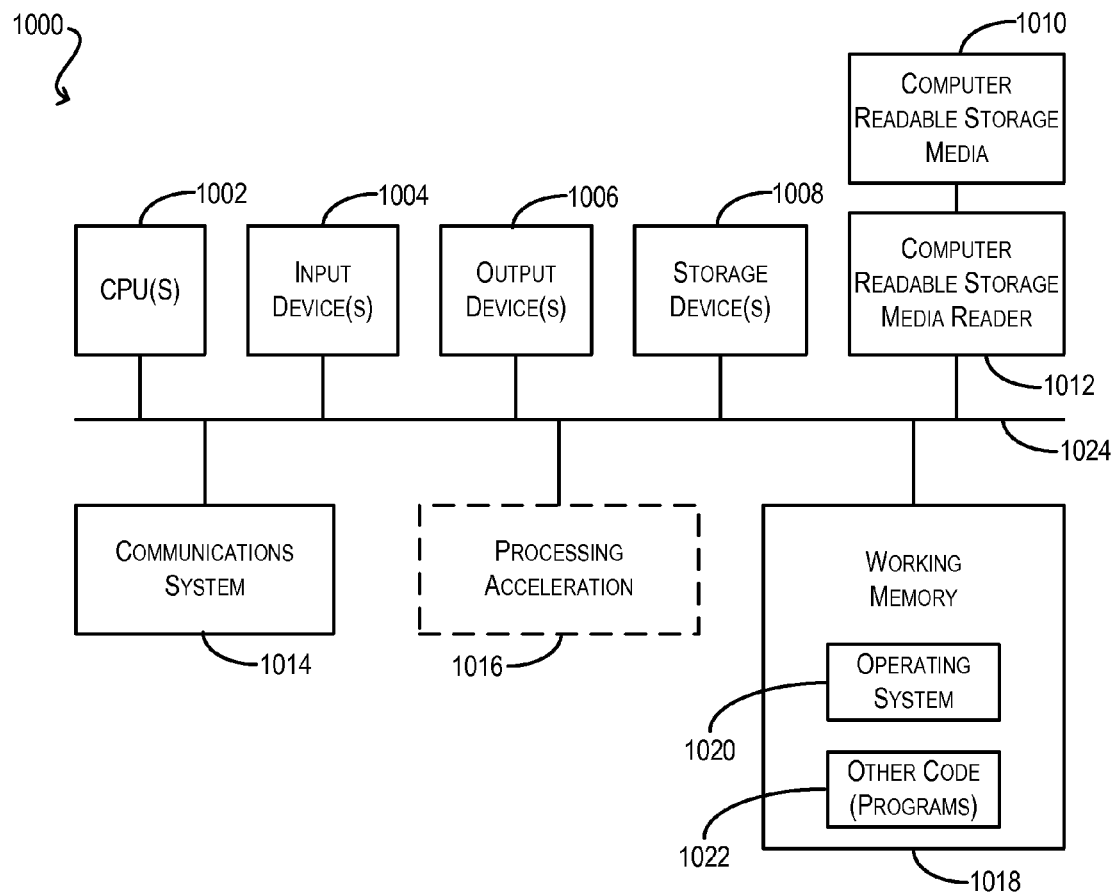 1000
1010
COMPUTER
READABLE STORAGE
MEDIA
1002
1004
1006
1008
CPU(S)
INPUT
DEVICE(S)
OUTPUT
DEVICE(S)
STORAGE
DEVICE(S)
COMPUTER
READABLE STORAGE
MEDIA READER
1012
1024
COMMUNICATIONS
SYSTEM
1014
PROCESSING
ACCELERATION
1016
WORKING
MEMORY
OPERATING
SYSTEM
1020
OTHER CODE
(PROGRAMS)
1022
1018